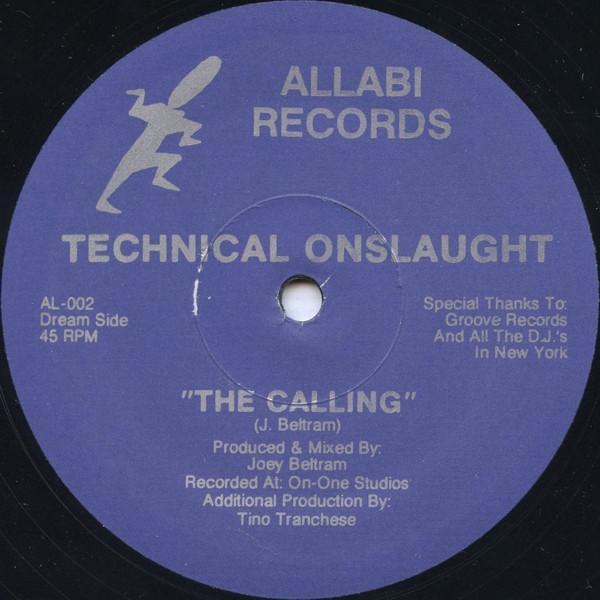 ALLABI
RECORDS
TECHNICAL ONSLAUGHT
AL-002
Dream Side
45 RPM
Special Thanks To:
Groove Records
And All The D.J.'s
In New York
"THE CALLING"
(J. Beltram)
Produced & Mixed By:
Joey Beltram
Recorded At: On-One Studios
Additional Production By:
Tino Tranchese